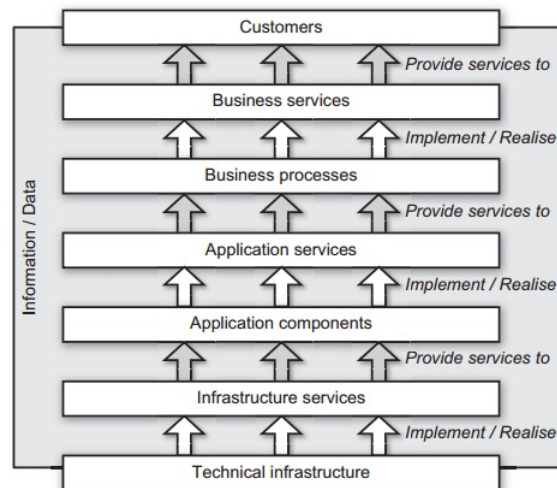 Customers
Provide services to
Business services
Implement / Realise
Business processes
Provide services to
Information / Data
Application services
Implement / Realise
Application components
Provide services to
Infrastructure services
Implement / Realise
Technical infrastructure